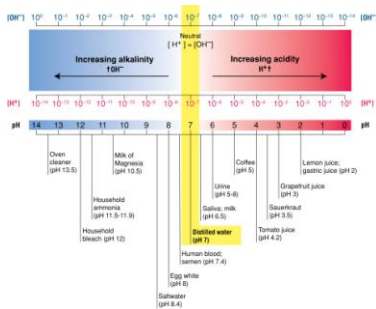 [OH⁻] 10⁰ 10⁻¹ 10⁻² 10⁻³ 10⁻⁴ 10⁻⁵ 10⁻⁶ 10⁻⁷ 10⁻⁸ 10⁻⁹ 10⁻¹⁰ 10⁻¹¹ 10⁻¹² 10⁻¹³ 10⁻¹⁴ [OH⁻]
Neutral
[ H⁺ ] = [OH⁻]
Increasing alkalinity
↑OH⁻
Increasing acidity
H⁺↑
[H⁺] 10⁻¹⁴ 10⁻¹³ 10⁻¹² 10⁻¹¹ 10⁻¹⁰ 10⁻⁹ 10⁻⁸ 10⁻⁷ 10⁻⁶ 10⁻⁵ 10⁻⁴ 10⁻³ 10⁻² 10⁻¹ 10⁰ [H⁺]
pH 14 13 12 11 10 9 8 7 6 5 4 3 2 1 0 pH
Oven
cleaner
(pH 13.5)
Milk of
Magnesia
(pH 10.5)
Coffee
(pH 5)
Lemon juice;
gastric juice (pH 2)
Household
ammonia
(pH 11.5-11.9)
Urine
(pH 5-8)
Grapefruit juice
(pH 3)
Saliva; milk
(pH 6.5)
Sauerkraut
(pH 3.5)
Household
bleach (pH 12)
Distilled water
(pH 7)
Tomato juice
(pH 4.2)
Human blood;
semen (pH 7.4)
Egg white
(pH 8)
Saltwater
(pH 8.4)